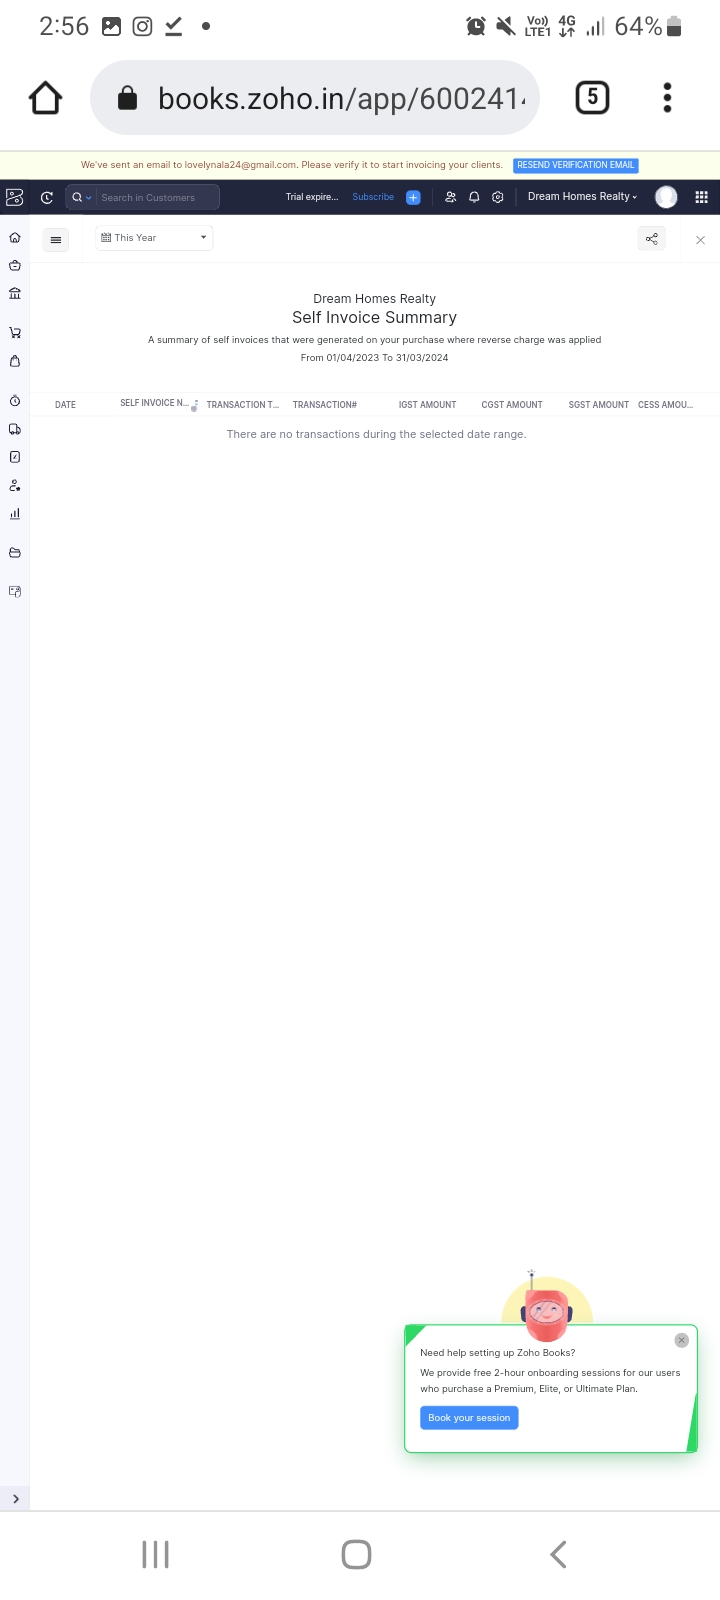 2:56
Vo)) 4G
LTE1
64%
books.zoho.in/app/600241
5
We've sent an email to lovelynala24@gmail.com. Please verify it to start invoicing your clients. RESEND VERIFICATION EMAIL
Search in Customers
Trial expire... Subscribe
Dream Homes Realty
This Year
Dream Homes Realty
Self Invoice Summary
A summary of self invoices that were generated on your purchase where reverse charge was applied
From 01/04/2023 To 31/03/2024
DATE SELF INVOICE N... TRANSACTION T... TRANSACTION# IGST AMOUNT CGST AMOUNT SGST AMOUNT CESS AMOU...
There are no transactions during the selected date range.
Need help setting up Zoho Books?
We provide free 2-hour onboarding sessions for our users
who purchase a Premium, Elite, or Ultimate Plan.
Book your session